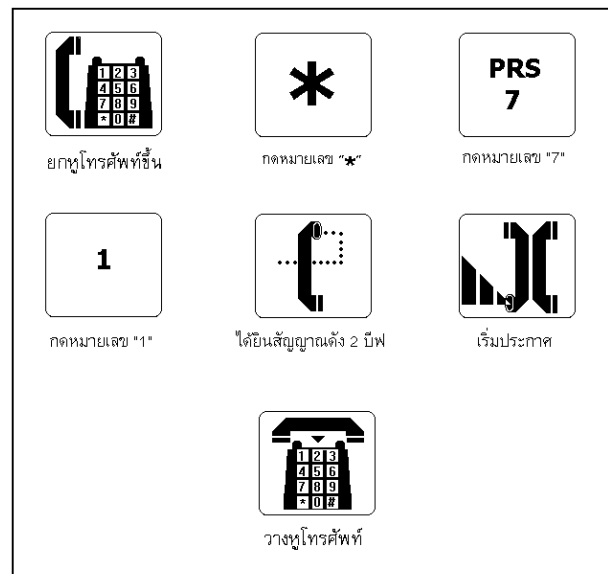 1 2 3
4 5 6
7 8 9
* 0 #
ยกหูโทรศัพท์ขึ้น
*
กดหมายเลข "*"
PRS
7
กดหมายเลข "7"
1
กดหมายเลข "1"
ได้ยินสัญญาณดัง 2 บีฟ
เริ่มประกาศ
1 2 3
4 5 6
7 8 9
* 0 #
วางหูโทรศัพท์